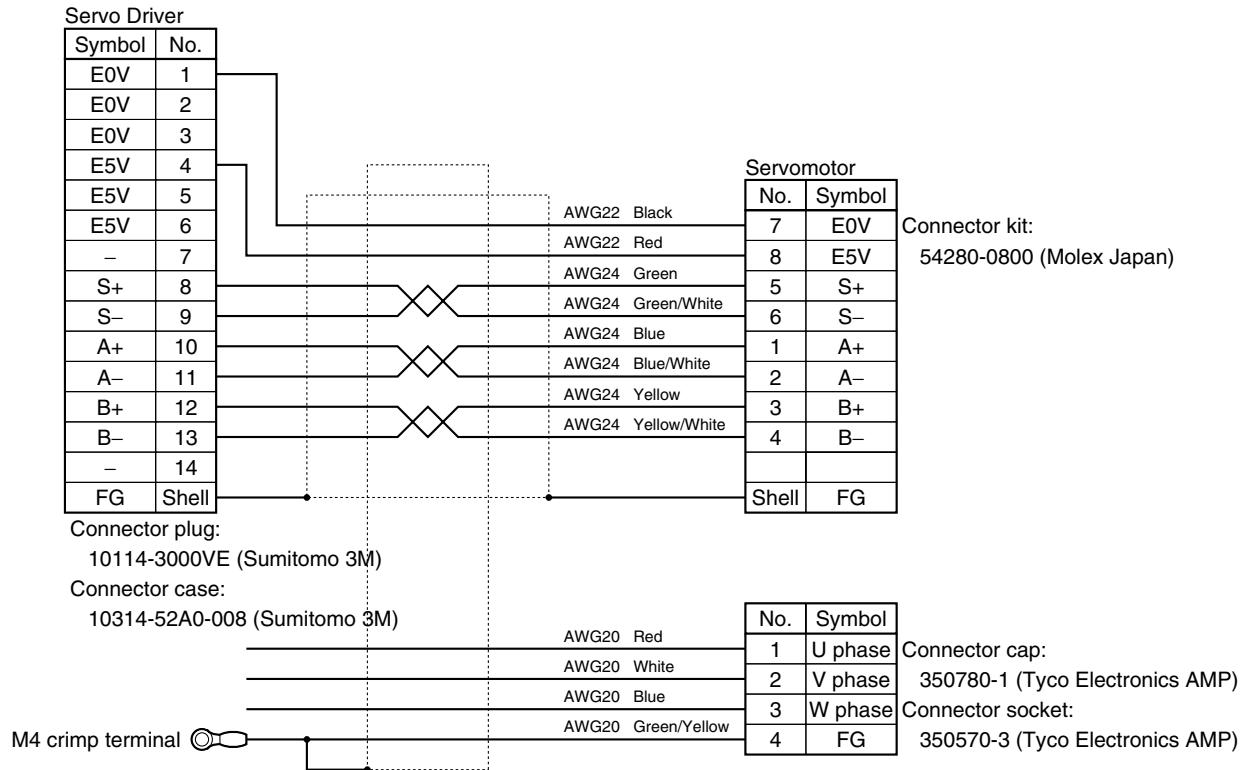 Servo Driver
Symbol No.
E0V 1
E0V 2
E0V 3
E5V 4
E5V 5
E5V 6
– 7
S+ 8
S− 9
A+ 10
A− 11
B+ 12
B− 13
– 14
FG Shell
Connector plug:
10114-3000VE (Sumitomo 3M)
Connector case:
10314-52A0-008 (Sumitomo 3M)
AWG22 Black
AWG22 Red
AWG24 Green
AWG24 Green/White
AWG24 Blue
AWG24 Blue/White
AWG24 Yellow
AWG24 Yellow/White
Servomotor
No. Symbol
7 E0V
8 E5V
5 S+
6 S−
1 A+
2 A−
3 B+
4 B−
Shell FG
Connector kit:
54280-0800 (Molex Japan)
AWG20 Red
AWG20 White
AWG20 Blue
AWG20 Green/Yellow
M4 crimp terminal
No. Symbol
1 U phase
2 V phase
3 W phase
4 FG
Connector cap:
350780-1 (Tyco Electronics AMP)
Connector socket:
350570-3 (Tyco Electronics AMP)